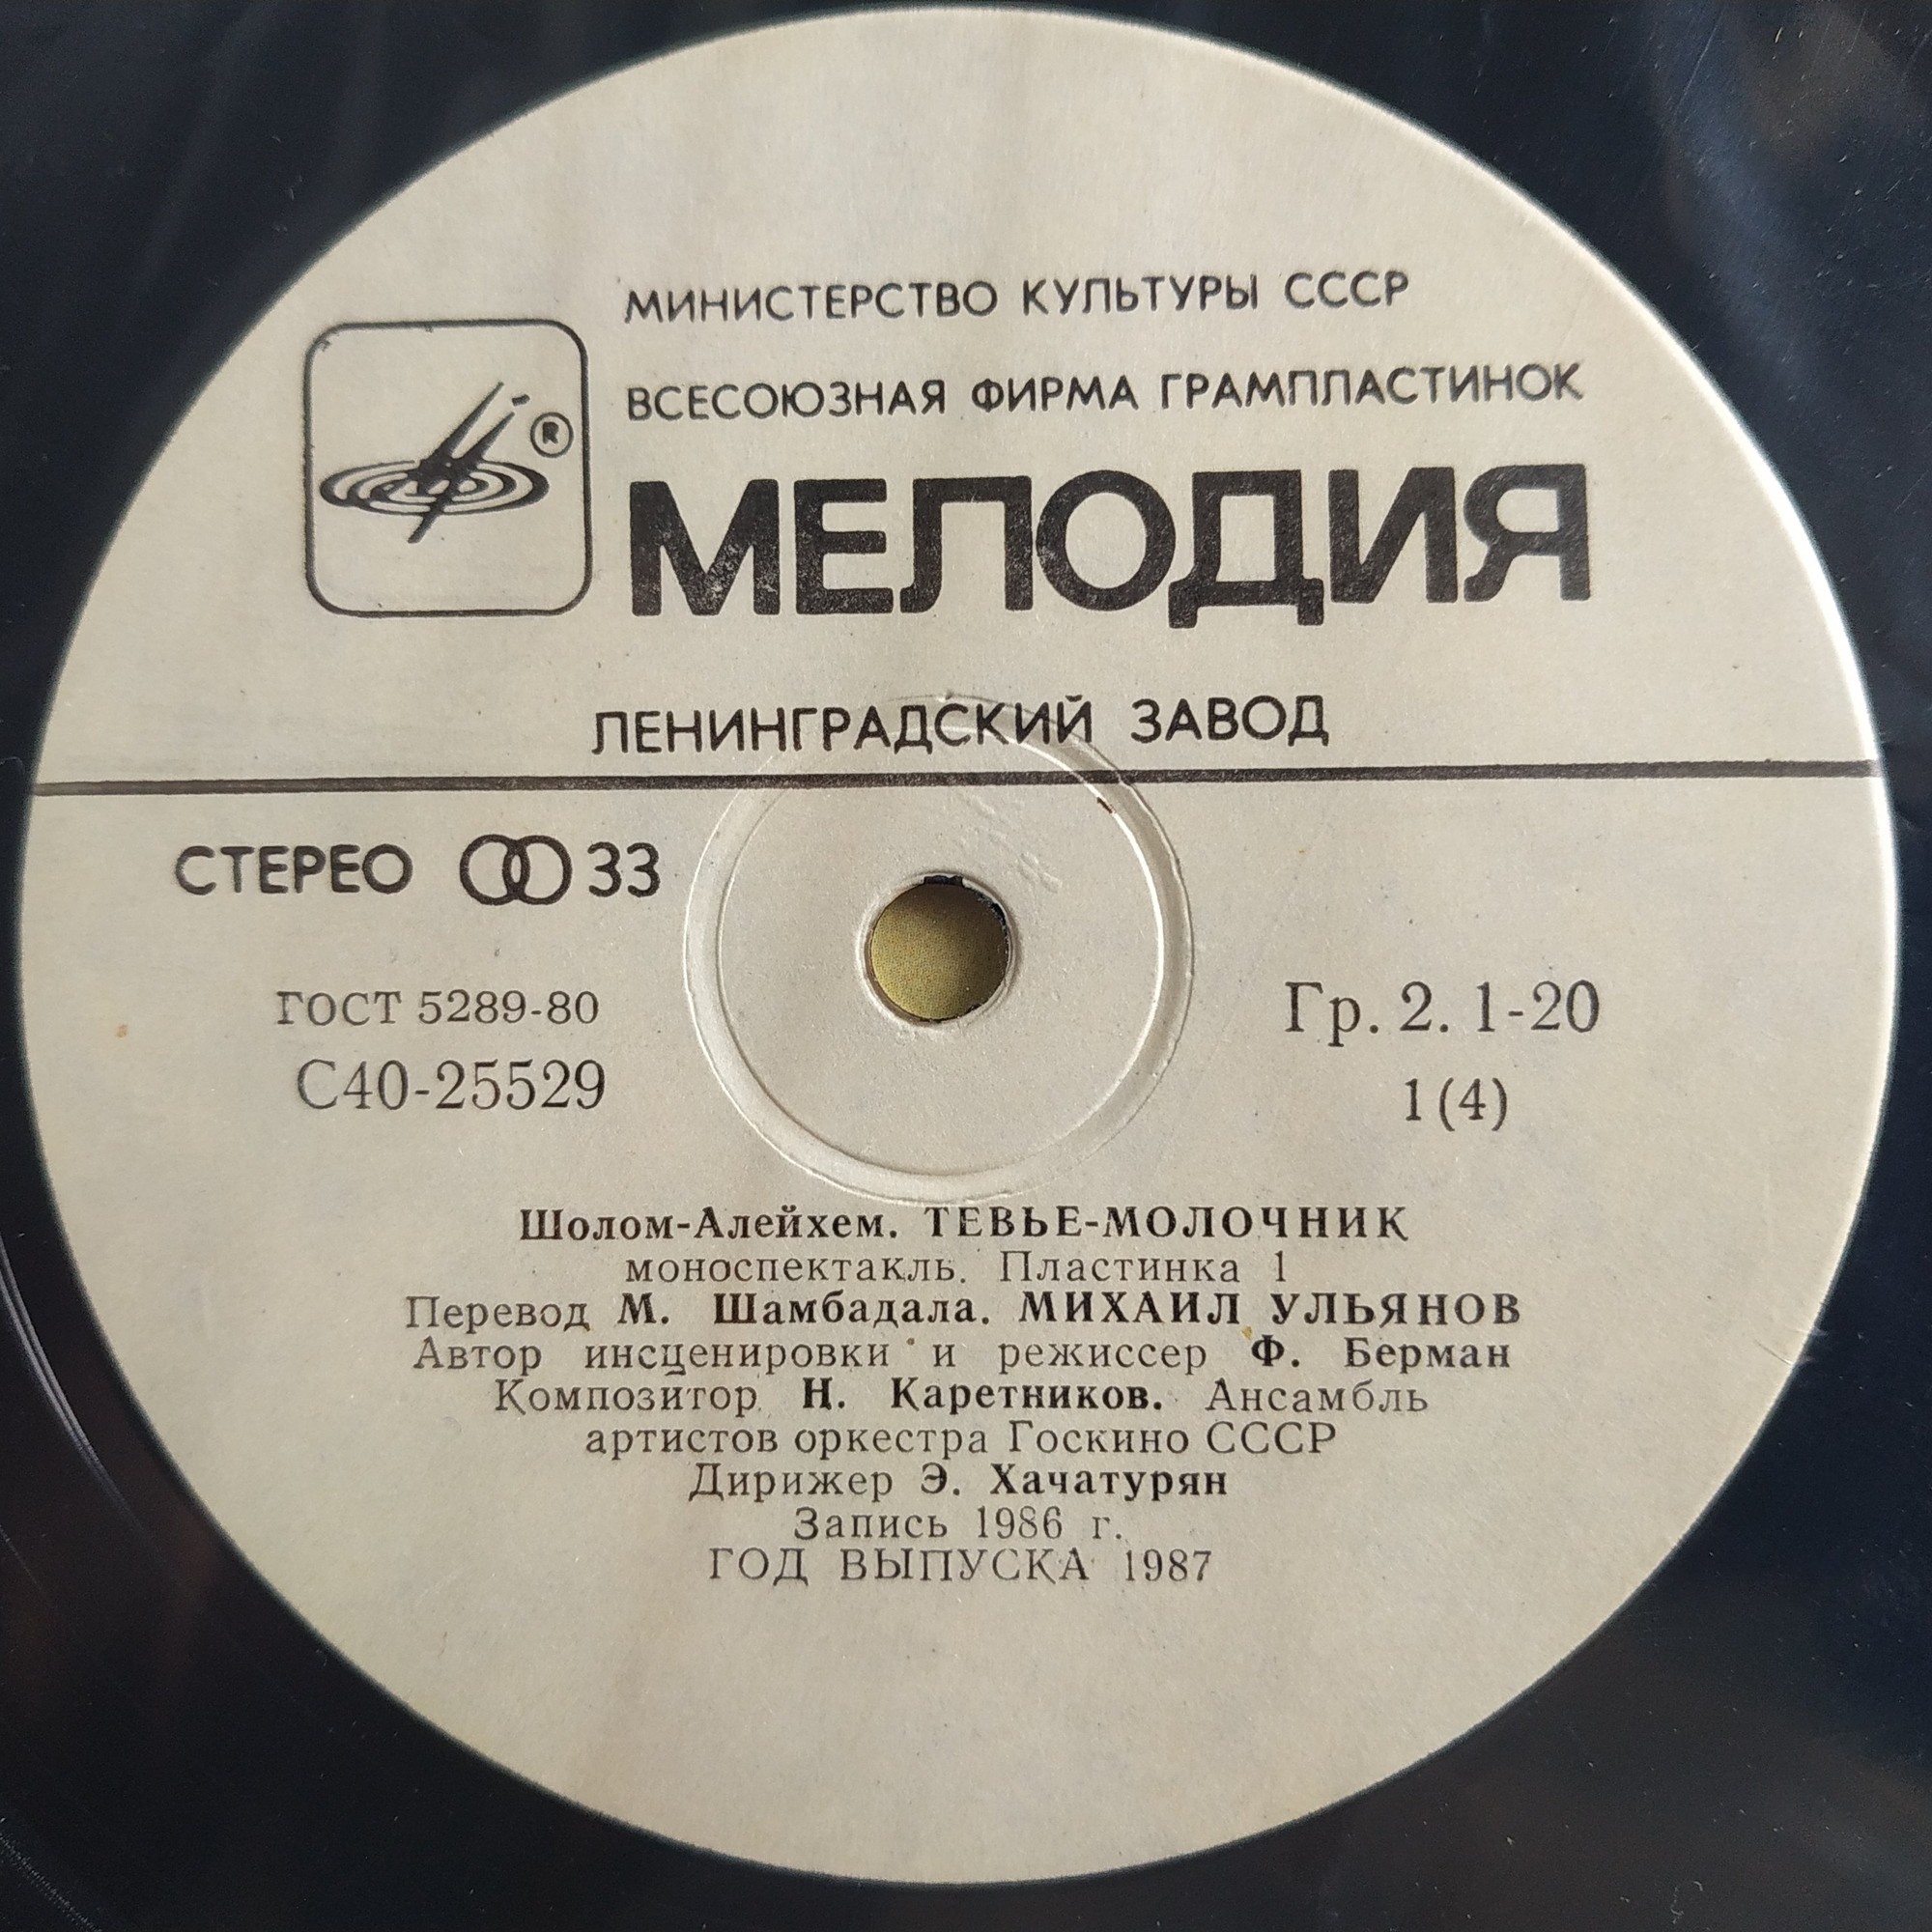 МИНИСТЕРСТВО КУЛЬТУРЫ СССР
ВСЕСОЮЗНАЯ ФИРМА ГРАМПЛАСТИНОК
®
МЕЛОДИЯ
ЛЕНИНГРАДСКИЙ ЗАВОД
СТЕРЕО 33
ГОСТ 5289-80
Гр. 2. 1-20
С40-25529
1(4)
Шолом-Алейхем. ТЕВЬЕ-МОЛОЧНИК
моноспектакль. Пластинка 1
Перевод М. Шамбадала. МИХАИЛ УЛЬЯНОВ
Автор инсценировки и режиссер Ф. Берман
Композитор Н. Каретников. Ансамбль
артистов оркестра Госкино СССР
Дирижер Э. Хачатурян
Запись 1986 г.
ГОД ВЫПУСКА 1987